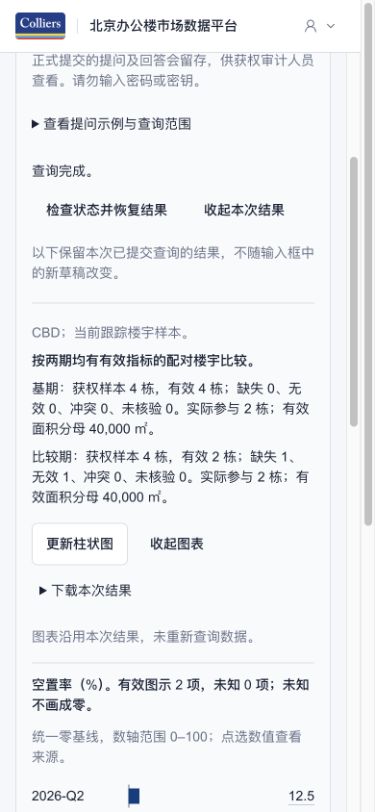 Colliers
北京办公楼市场数据平台
正式提交的提问及回答会留存，供获权审计人员
查看。请勿输入密码或密钥。
▶查看提问示例与查询范围
查询完成。
检查状态并恢复结果 收起本次结果
以下保留本次已提交查询的结果，不随输入框中
的新草稿改变。
CBD；当前跟踪楼宇样本。
按两期均有有效指标的配对楼宇比较。
基期：获权样本 4 栋，有效 4 栋；缺失 0、无
效 0、冲突 0、未核验 0。实际参与 2 栋；有效
面积分母 40,000 ㎡。
比较期：获权样本 4 栋，有效 2 栋；缺失 1、
无效 1、冲突 0、未核验 0。实际参与 2 栋；有
效面积分母 40,000 ㎡。
更新柱状图 收起图表
▶下载本次结果
图表沿用本次结果，未重新查询数据。
空置率（%）。有效图示 2 项，未知 0 项；未知
不画成零。
统一零基线，数轴范围 0–100；点选数值查看
来源。
2026-Q2 12.5